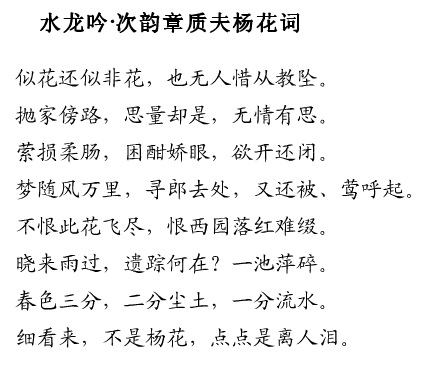 水龙吟·次韵章质夫杨花词
似花还似非花，也无人惜从教坠。
抛家傍路，思量却是，无情有思。
萦损柔肠，困酣娇眼，欲开还闭。
梦随风万里，寻郎去处，又还被、莺呼起。
不恨此花飞尽，恨西园落红难缀。
晓来雨过，遗踪何在？一池萍碎。
春色三分，二分尘土，一分流水。
细看来，不是杨花，点点是离人泪。